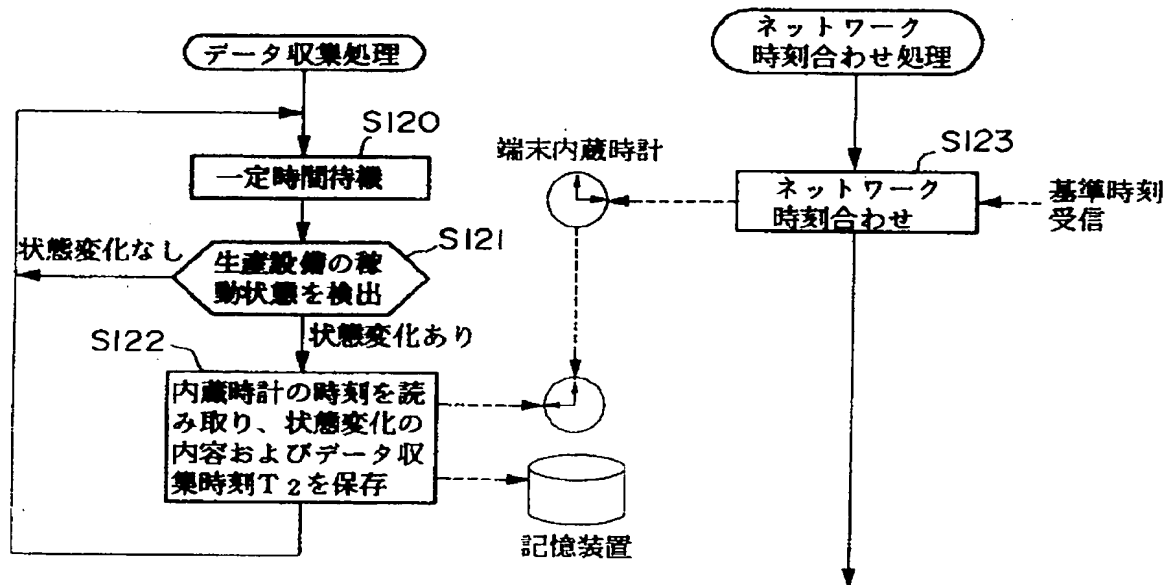 データ収集処理
S120
一定時間待機
状態変化なし
S121
生産設備の稼
動状態を検出
状態変化あり
S122
内蔵時計の時刻を読
み取り、状態変化の
内容およびデータ収
集時刻T2を保存
端末内蔵時計
記憶装置
ネットワーク
時刻合わせ処理
S123
ネットワーク
時刻合わせ
基準時刻
受信